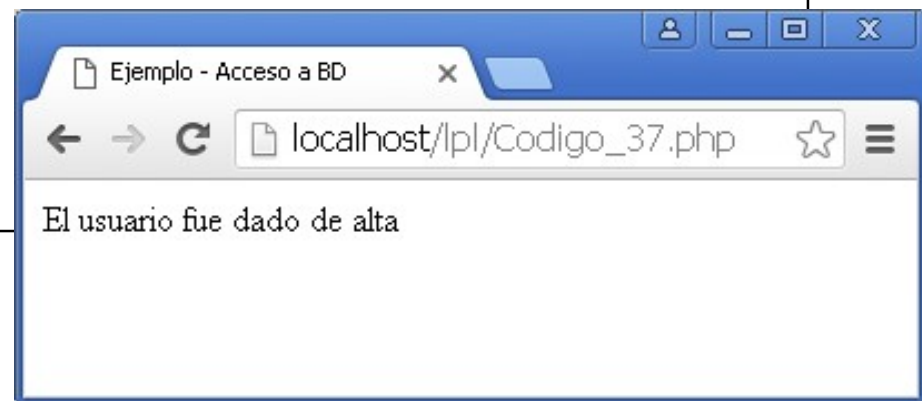 Ejemplo - Acceso a BD
localhost/lpl/Codigo_37.php
El usuario fue dado de alta